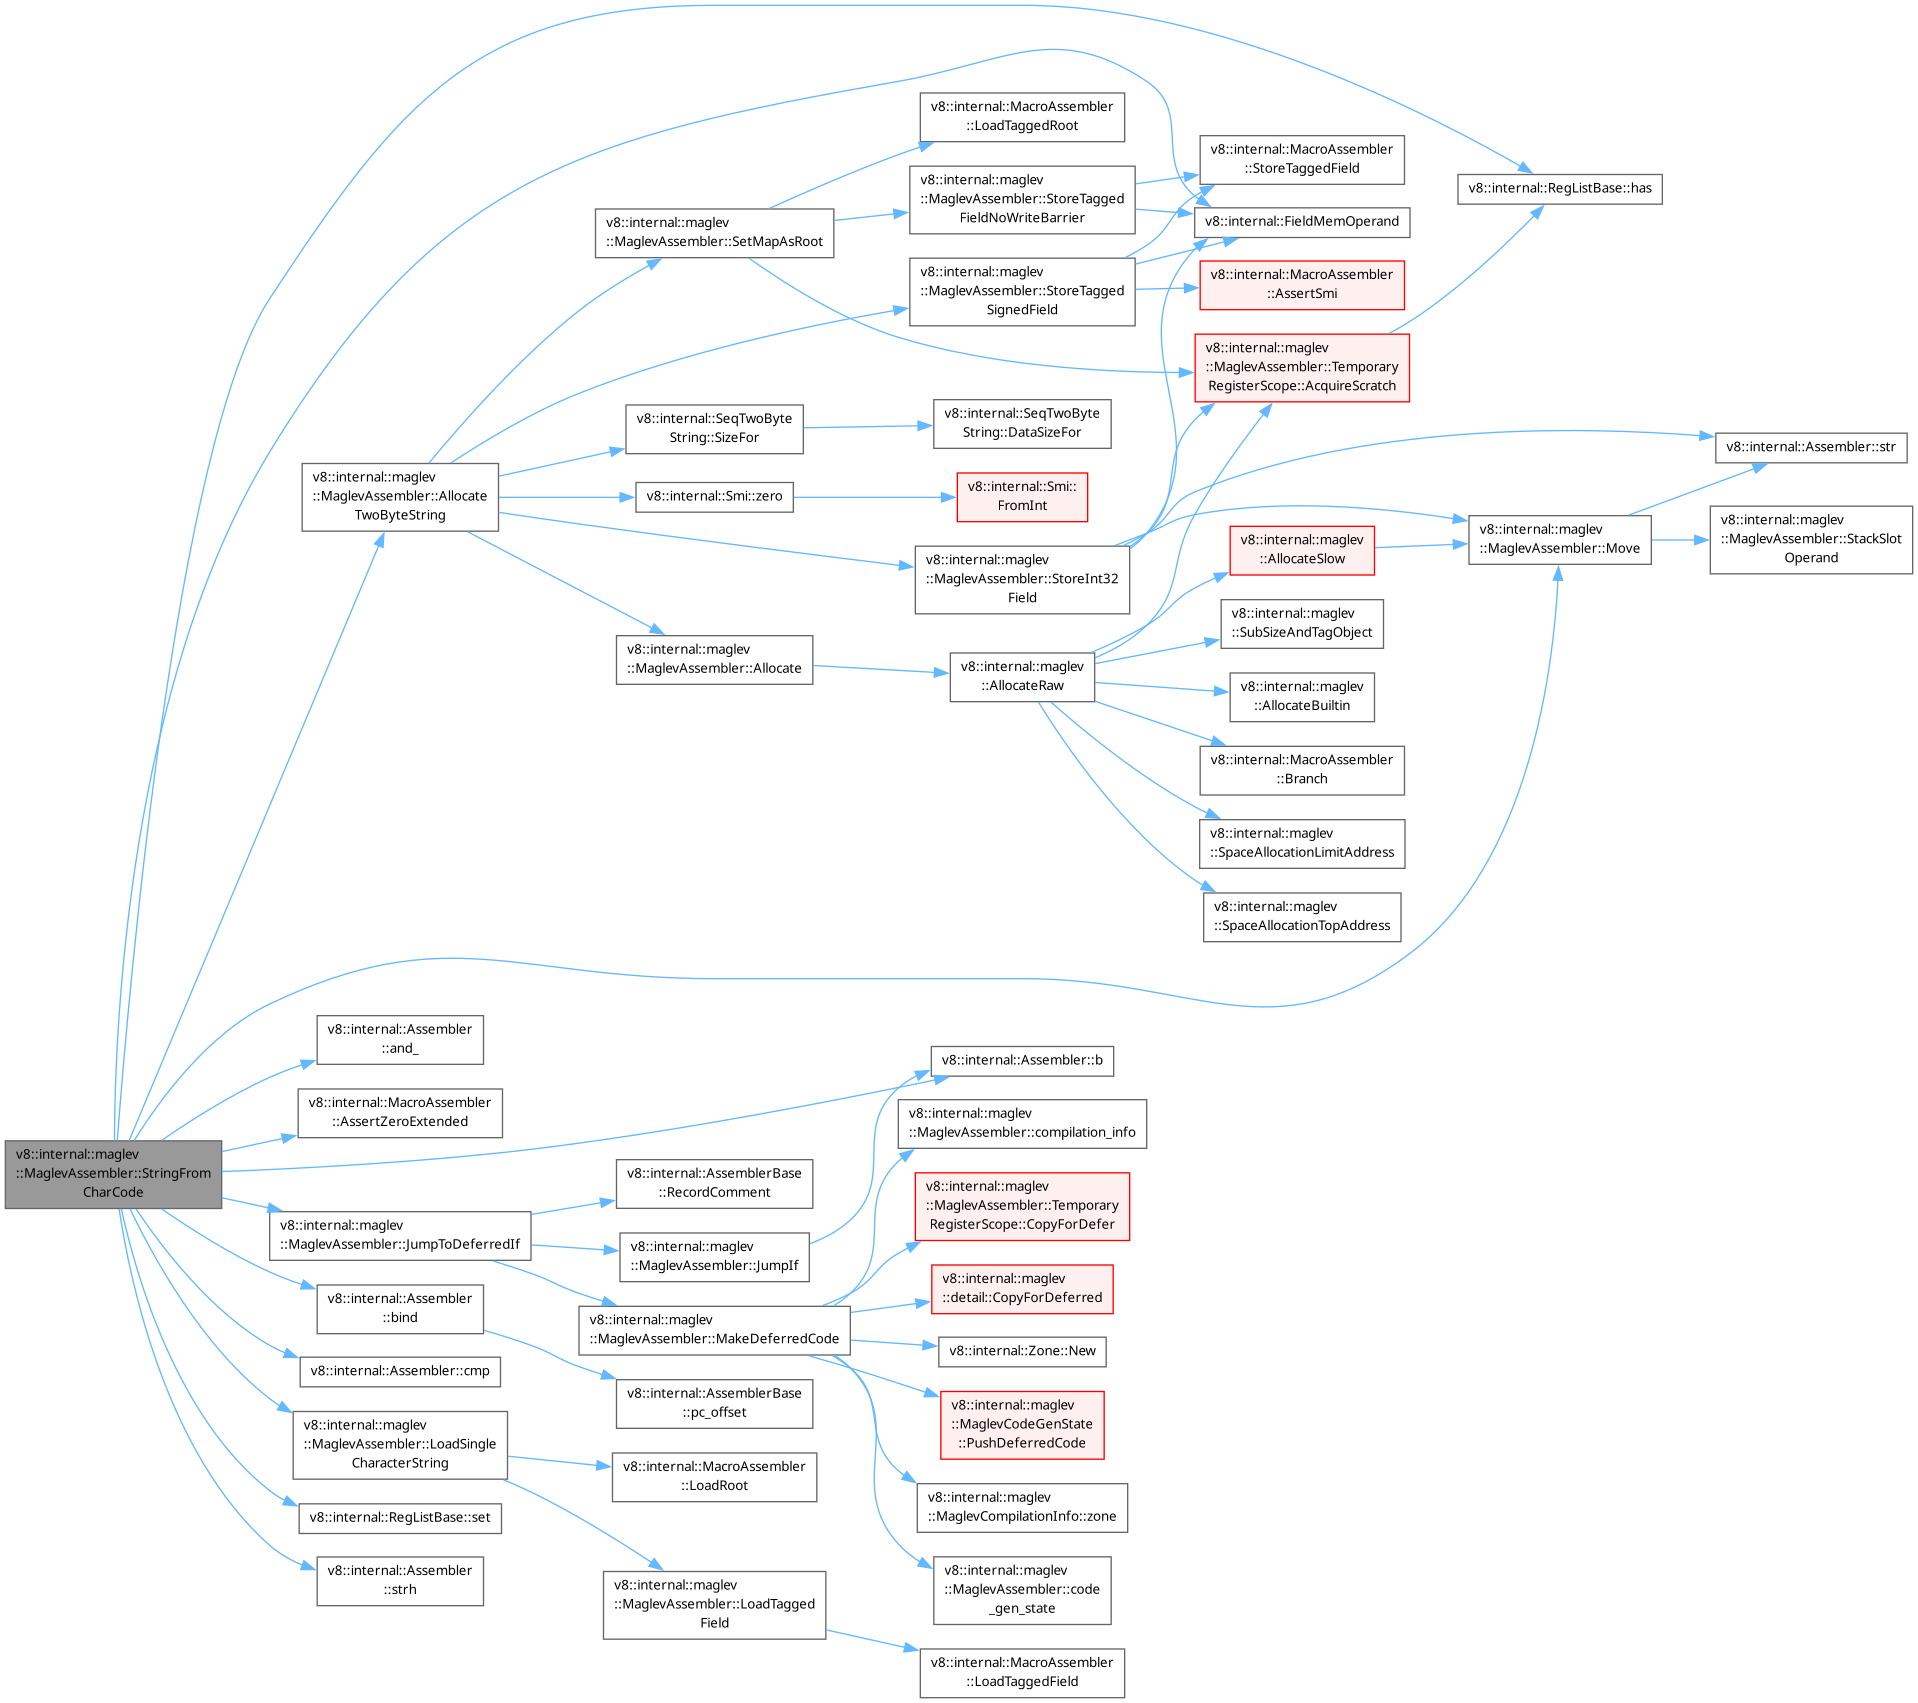 v8::internal::maglev
::MaglevAssembler::StringFrom
CharCode
v8::internal::maglev
::MaglevAssembler::Allocate
TwoByteString
v8::internal::maglev
::MaglevAssembler::SetMapAsRoot
v8::internal::MacroAssembler
::LoadTaggedRoot
v8::internal::maglev
::MaglevAssembler::StoreTagged
FieldNoWriteBarrier
v8::internal::MacroAssembler
::StoreTaggedField
v8::internal::FieldMemOperand
v8::internal::RegListBase::has
v8::internal::maglev
::MaglevAssembler::StoreTagged
SignedField
v8::internal::MacroAssembler
::AssertSmi
v8::internal::maglev
::MaglevAssembler::Temporary
RegisterScope::AcquireScratch
v8::internal::SeqTwoByte
String::SizeFor
v8::internal::SeqTwoByte
String::DataSizeFor
v8::internal::Smi::zero
v8::internal::Smi::
FromInt
v8::internal::maglev
::MaglevAssembler::StoreInt32
Field
v8::internal::Assembler::str
v8::internal::maglev
::MaglevAssembler::Move
v8::internal::maglev
::MaglevAssembler::StackSlot
Operand
v8::internal::maglev
::AllocateSlow
v8::internal::maglev
::SubSizeAndTagObject
v8::internal::maglev
::MaglevAssembler::Allocate
v8::internal::maglev
::AllocateRaw
v8::internal::maglev
::AllocateBuiltin
v8::internal::MacroAssembler
::Branch
v8::internal::maglev
::SpaceAllocationLimitAddress
v8::internal::maglev
::SpaceAllocationTopAddress
v8::internal::Assembler
::and_
v8::internal::MacroAssembler
::AssertZeroExtended
v8::internal::Assembler::b
v8::internal::maglev
::MaglevAssembler::compilation_info
v8::internal::AssemblerBase
::RecordComment
v8::internal::maglev
::MaglevAssembler::Temporary
RegisterScope::CopyForDefer
v8::internal::maglev
::MaglevAssembler::JumpToDeferredIf
v8::internal::maglev
::MaglevAssembler::JumpIf
v8::internal::maglev
::detail::CopyForDeferred
v8::internal::Assembler
::bind
v8::internal::maglev
::MaglevAssembler::MakeDeferredCode
v8::internal::Zone::New
v8::internal::Assembler::cmp
v8::internal::AssemblerBase
::pc_offset
v8::internal::maglev
::MaglevCodeGenState
::PushDeferredCode
v8::internal::maglev
::MaglevAssembler::LoadSingle
CharacterString
v8::internal::MacroAssembler
::LoadRoot
v8::internal::maglev
::MaglevCompilationInfo::zone
v8::internal::RegListBase::set
v8::internal::Assembler
::strh
v8::internal::maglev
::MaglevAssembler::code
_gen_state
v8::internal::maglev
::MaglevAssembler::LoadTagged
Field
v8::internal::MacroAssembler
::LoadTaggedField